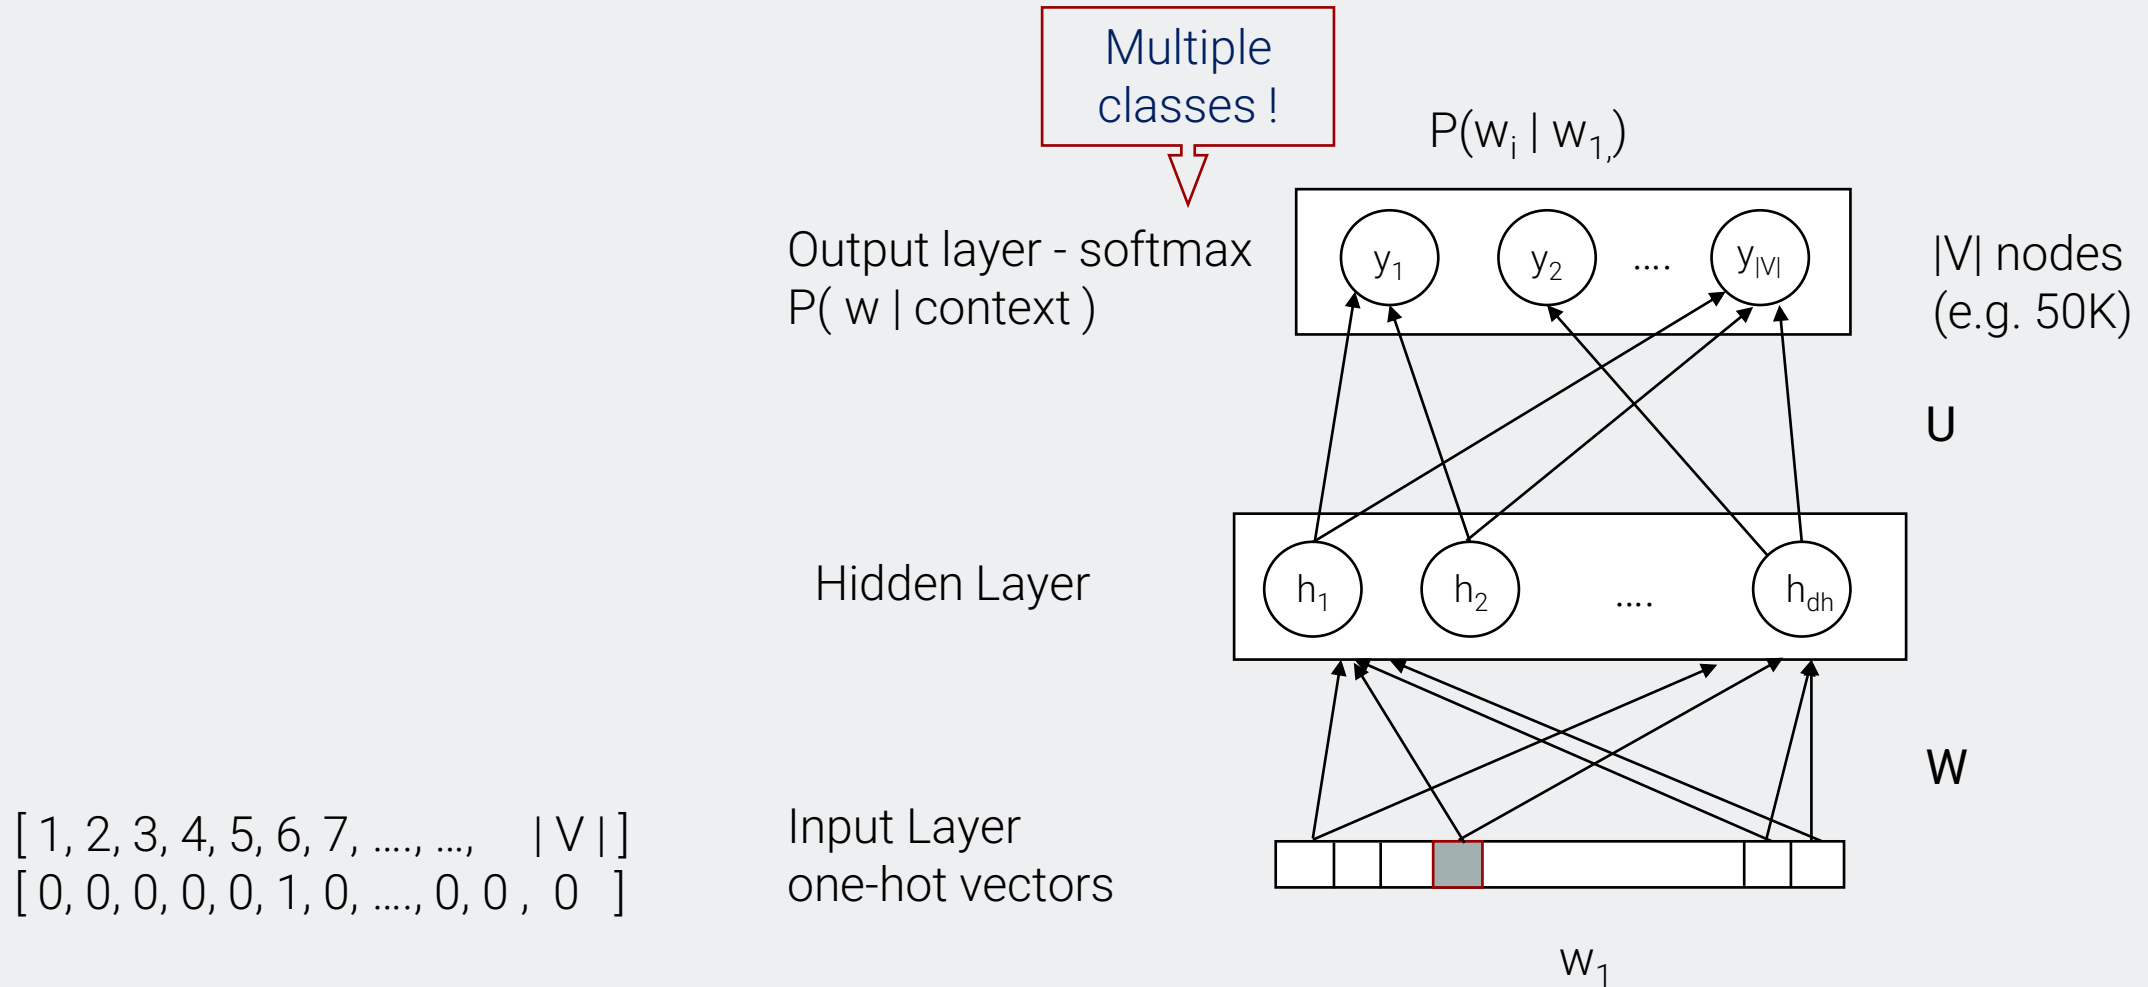 Multiple
classes !
P(wᵢ | w₁,)
Output layer - softmax
P( w | context )
y₁
y₂
....
y|V|
|V| nodes
(e.g. 50K)
U
Hidden Layer
h₁
h₂
....
hdh
W
[ 1, 2, 3, 4, 5, 6, 7, ...., ..., | V | ]
[ 0, 0, 0, 0, 0, 1, 0, ...., 0, 0 , 0 ]
Input Layer
one-hot vectors
w₁